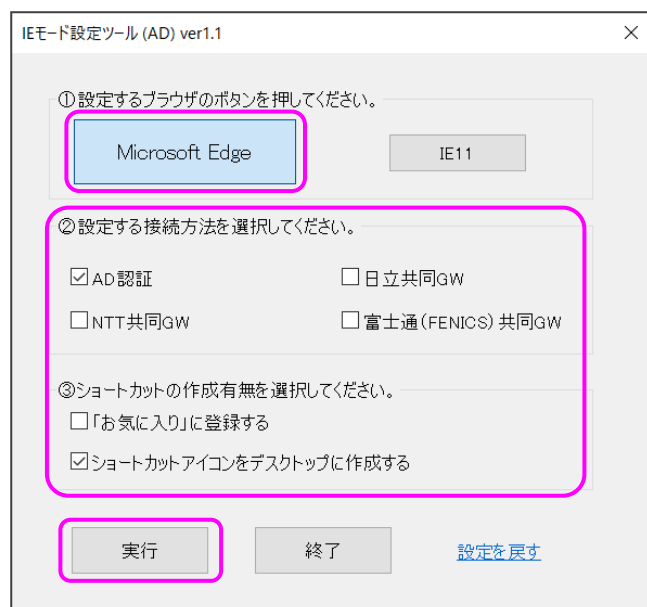 IEモード設定ツール (AD) ver1.1
①設定するブラウザのボタンを押してください。
Microsoft Edge
IE11
②設定する接続方法を選択してください。
AD認証
日立共同GW
NTT共同GW
富士通(FENICS)共同GW
③ショートカットの作成有無を選択してください。
「お気に入り」に登録する
ショートカットアイコンをデスクトップに作成する
実行
終了
設定を戻す